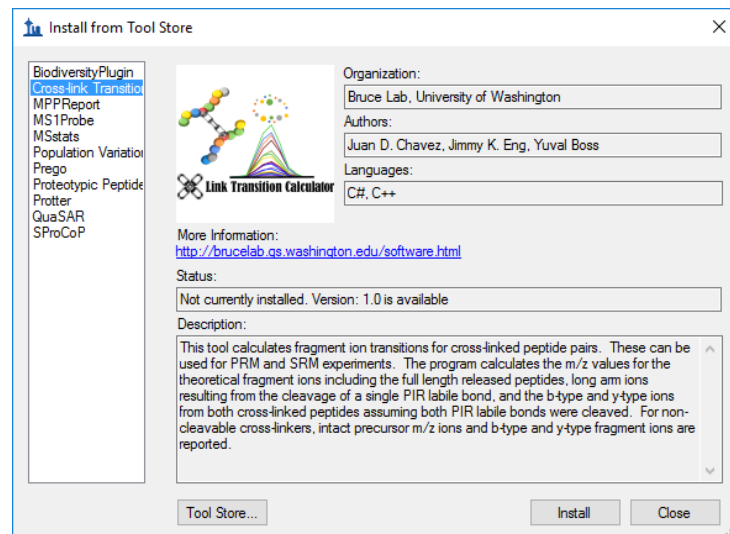 Install from Tool Store
BiodiversityPlugin
Cross-link Transition
MPPReport
MS1Probe
MSstats
Population Variation
Prego
Proteotypic Peptide
Protter
QuaSAR
SProCoP
Link Transition Calculator
Organization:
Bruce Lab, University of Washington
Authors:
Juan D. Chavez, Jimmy K. Eng, Yuval Boss
Languages:
C#, C++
More Information:
http://brucelab.gs.washington.edu/software.html
Status:
Not currently installed. Version: 1.0 is available
Description:
This tool calculates fragment ion transitions for cross-linked peptide pairs.  These can be
used for PRM and SRM experiments.  The program calculates the m/z values for the
theoretical fragment ions including the full length released peptides, long arm ions
resulting from the cleavage of a single PIR labile bond, and the b-type and y-type ions
from both cross-linked peptides assuming both PIR labile bonds were cleaved.  For non-
cleavable cross-linkers, intact precursor m/z ions and b-type and y-type fragment ions are
reported.
Tool Store...
Install
Close